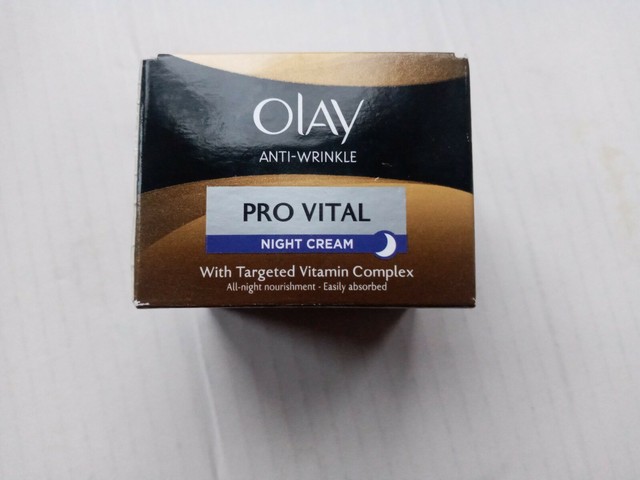 OLAY
ANTI-WRINKLE
PRO VITAL
NIGHT CREAM
With Targeted Vitamin Complex
All-night nourishment - Easily absorbed